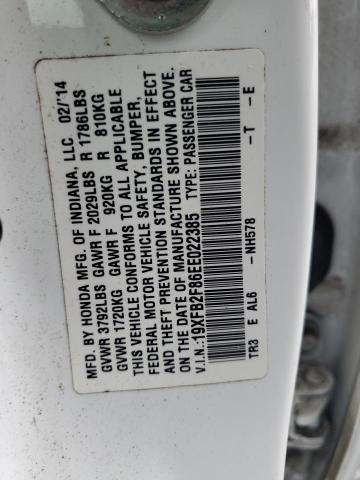 MFD. BY HONDA MFG. OF INDIANA, LLC 02/'14
GVWR 3792LBS GAWR F 2029LBS R 1786LBS
GVWR 1720KG GAWR F 920KG R 810KG
THIS VEHICLE CONFORMS TO ALL APPLICABLE
FEDERAL MOTOR VEHICLE SAFETY, BUMPER,
AND THEFT PREVENTION STANDARDS IN EFFECT
ON THE DATE OF MANUFACTURE SHOWN ABOVE.
V.I.N.:19XFB2F86EE022385 TYPE: PASSENGER CAR
-NH578 -T -E
TR3 E AL6